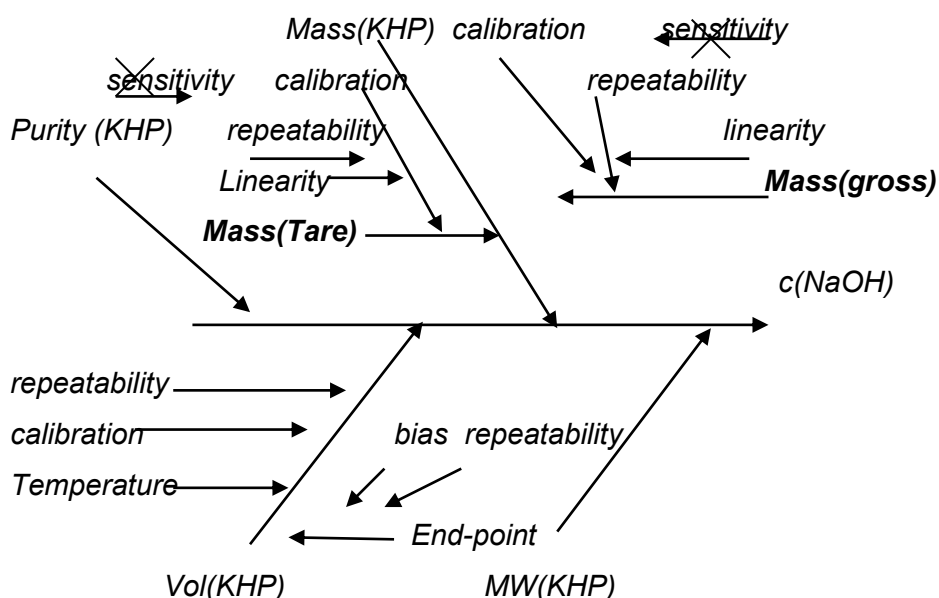 Mass(KHP) calibration sensitivity
sensitivity calibration repeatability
Purity (KHP) repeatability linearity
Linearity Mass(gross)
Mass(Tare)
c(NaOH)
repeatability
calibration bias repeatability
Temperature
End-point
Vol(KHP) MW(KHP)